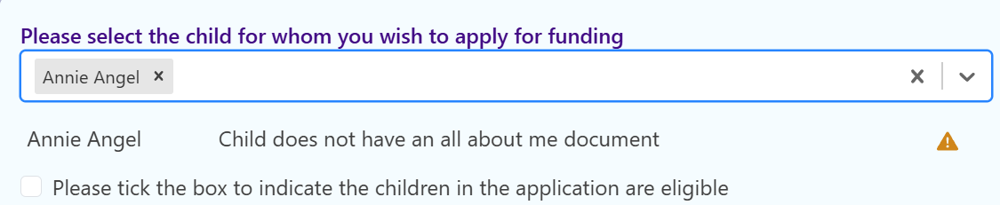 Please select the child for whom you wish to apply for funding
Annie Angel
Annie Angel Child does not have an all about me document
Please tick the box to indicate the children in the application are eligible